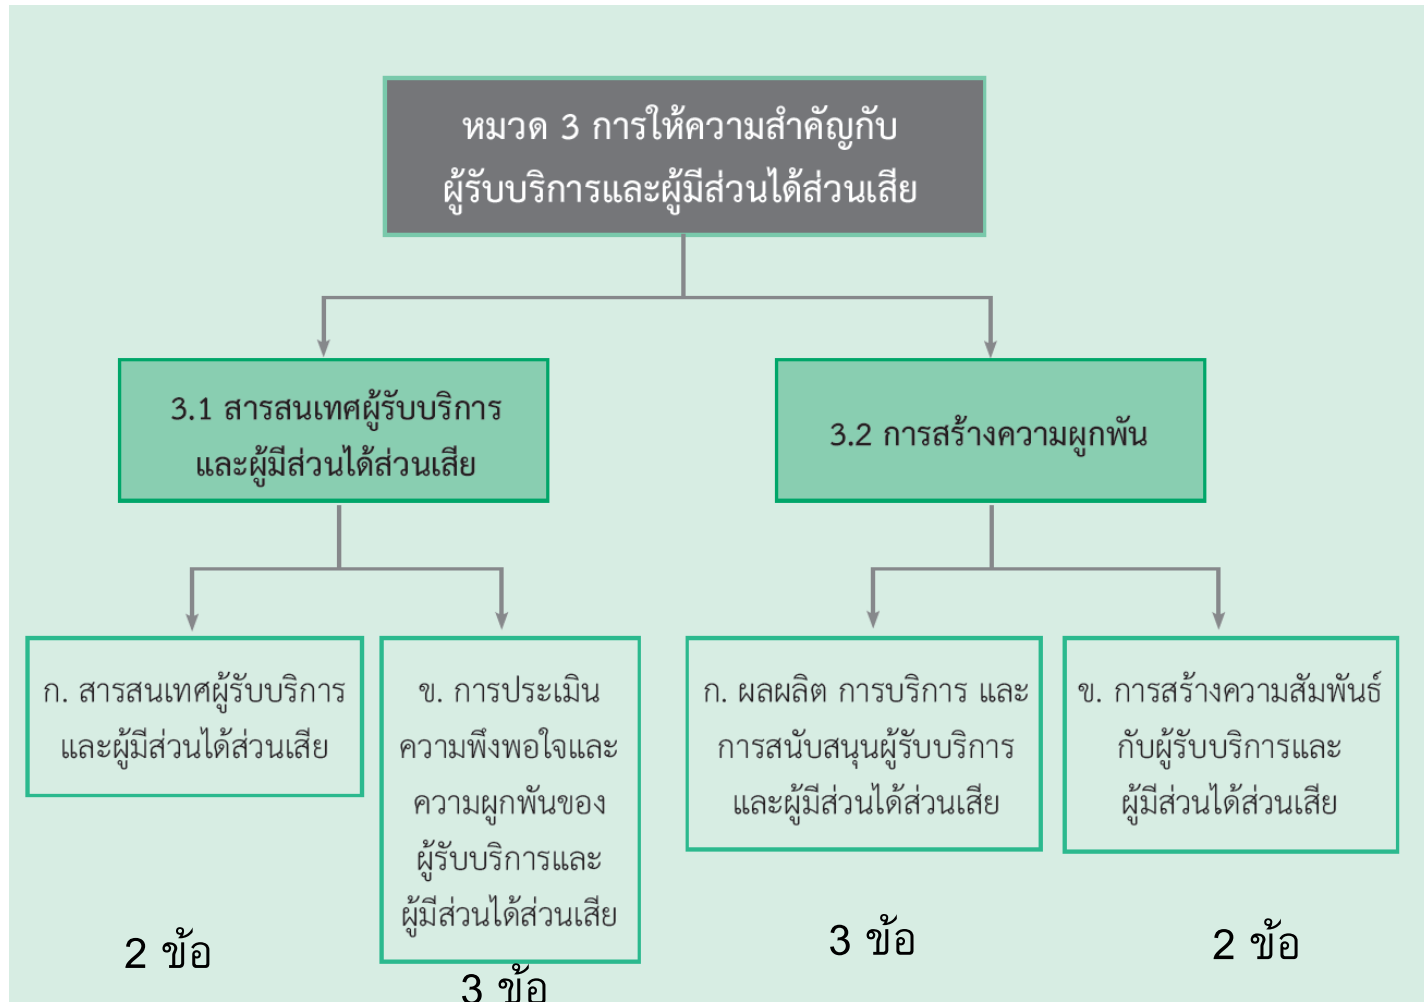 หมวด 3 การให้ความสำคัญกับ
ผู้รับบริการและผู้มีส่วนได้ส่วนเสีย
3.1 สารสนเทศผู้รับบริการ
และผู้มีส่วนได้ส่วนเสีย
3.2 การสร้างความผูกพัน
ก. สารสนเทศผู้รับบริการ
และผู้มีส่วนได้ส่วนเสีย
2 ข้อ
ข. การประเมิน
ความพึงพอใจและ
ความผูกพันของ
ผู้รับบริการและ
ผู้มีส่วนได้ส่วนเสีย
3 ข้อ
ก. ผลผลิต การบริการ และ
การสนับสนุนผู้รับบริการ
และผู้มีส่วนได้ส่วนเสีย
3 ข้อ
ข. การสร้างความสัมพันธ์
กับผู้รับบริการและ
ผู้มีส่วนได้ส่วนเสีย
2 ข้อ